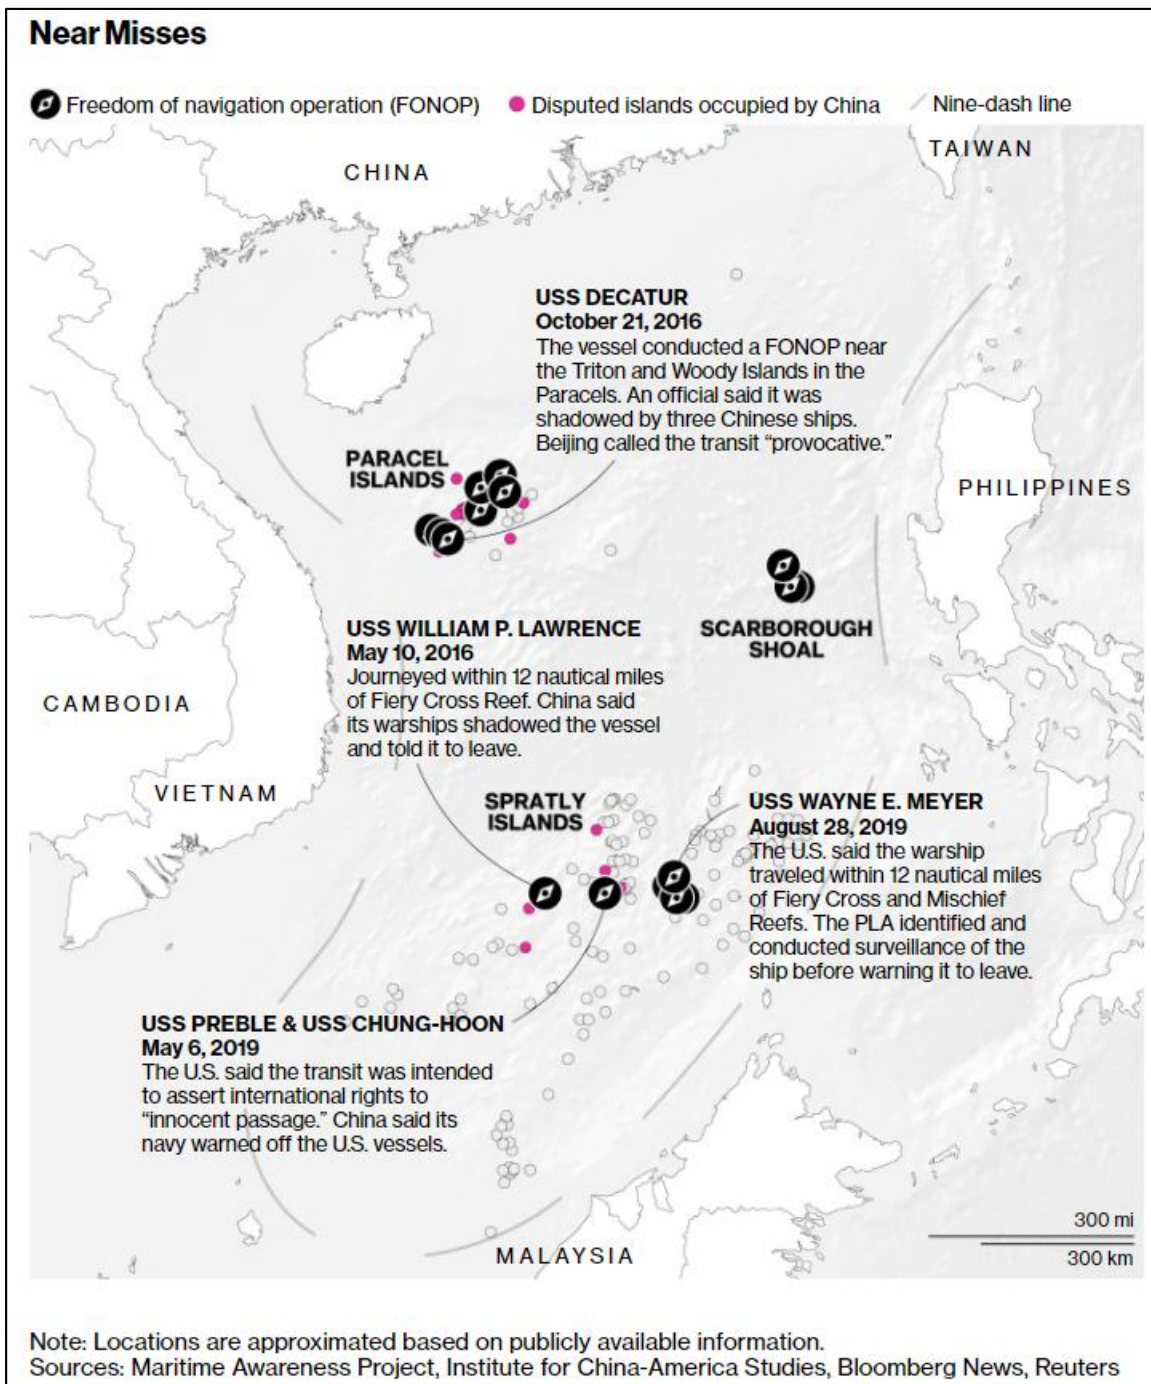 Near Misses
Freedom of navigation operation (FONOP)
Disputed islands occupied by China
Nine-dash line
TAIWAN
CHINA
USS DECATUR
October 21, 2016
The vessel conducted a FONOP near
the Triton and Woody Islands in the
Paracels. An official said it was
shadowed by three Chinese ships.
Beijing called the transit “provocative.”
PARACEL
ISLANDS
PHILIPPINES
SCARBOROUGH
SHOAL
USS WILLIAM P. LAWRENCE
May 10, 2016
Journeyed within 12 nautical miles
of Fiery Cross Reef. China said
its warships shadowed the vessel
and told it to leave.
CAMBODIA
VIETNAM
SPRATLY
ISLANDS
USS WAYNE E. MEYER
August 28, 2019
The U.S. said the warship
traveled within 12 nautical miles
of Fiery Cross and Mischief
Reefs. The PLA identified and
conducted surveillance of the
ship before warning it to leave.
USS PREBLE & USS CHUNG-HOON
May 6, 2019
The U.S. said the transit was intended
to assert international rights to
“innocent passage.” China said its
navy warned off the U.S. vessels.
MALAYSIA
300 mi
300 km
Note: Locations are approximated based on publicly available information.
Sources: Maritime Awareness Project, Institute for China-America Studies, Bloomberg News, Reuters